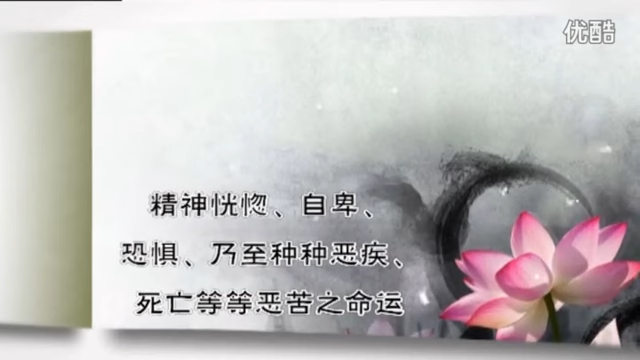 优酷
精神恍惚、自卑、
恐惧、乃至种种恶疾、
死亡等等恶苦之命运